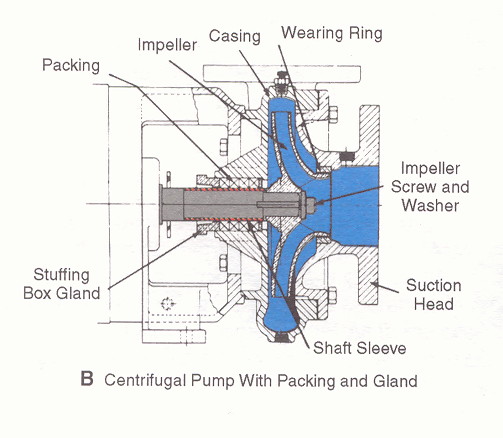 Impeller
Casing
Wearing Ring
Packing
Impeller
Screw and
Washer
Stuffing
Box Gland
Suction
Head
Shaft Sleeve
B Centrifugal Pump With Packing and Gland